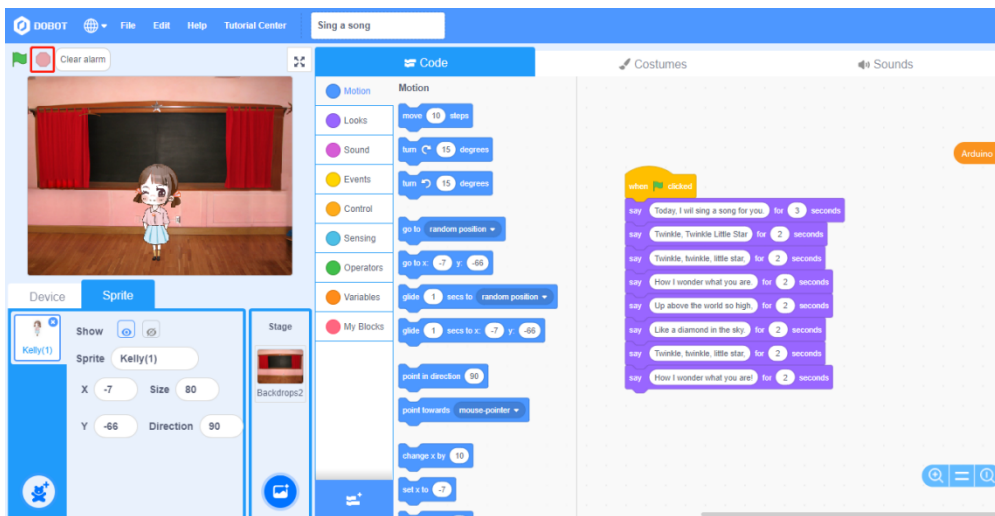 DOBOT File Edit Help Tutorial Center Sing a song
Clear alarm
Code Costumes Sounds
Motion
Looks
Sound
Events
Control
Sensing
Operators
Variables
My Blocks
Motion
move 10 steps
turn 15 degrees
turn 15 degrees
go to random position
go to x: -7 y: -66
glide 1 secs to random position
glide 1 secs to x: -7 y: -66
point in direction 90
point towards mouse-pointer
change x by 10
set x to -7
Arduino
when clicked
say Today, I wil sing a song for you. for 3 seconds
say Twinkle, Twinkle Little Star for 2 seconds
say Twinkle, twinkle, little star, for 2 seconds
say How I wonder what you are. for 2 seconds
say Up above the world so high, for 2 seconds
say Like a diamond in the sky. for 2 seconds
say Twinkle, twinkle, little star, for 2 seconds
say How I wonder what you are! for 2 seconds
Device Sprite
Kelly(1)
Show
Sprite Kelly(1)
X -7 Size 80
Y -66 Direction 90
Stage
Backdrops2